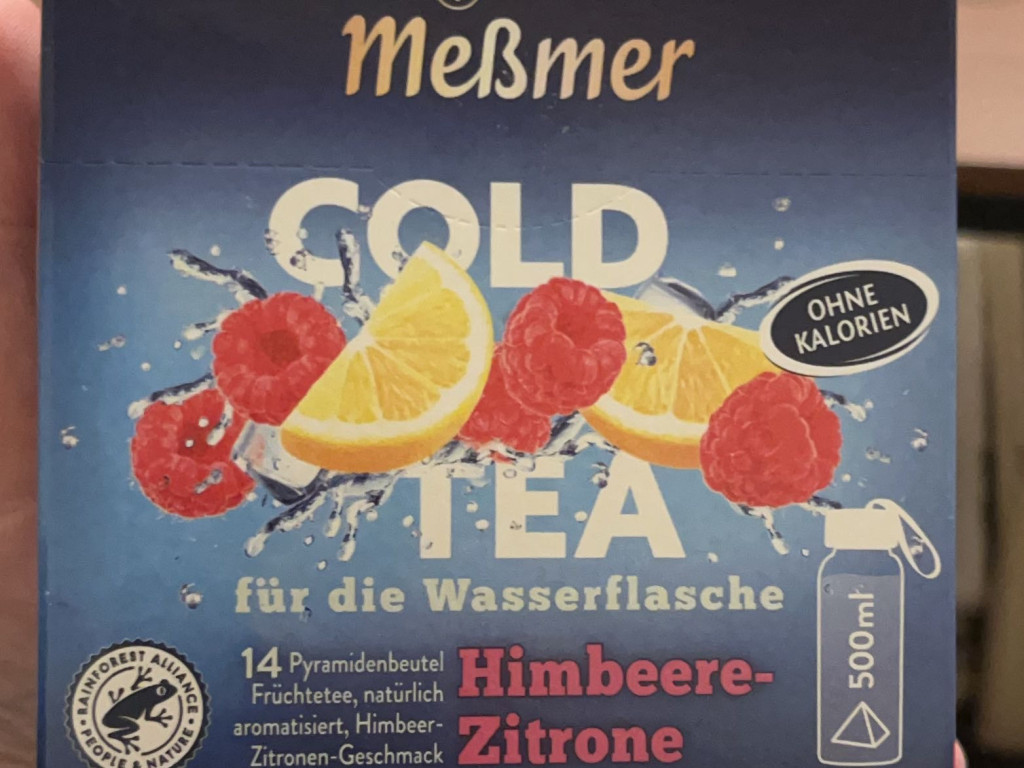 Meßmer
COLD
OHNE
KALORIEN
TEA
für die Wasserflasche
14 Pyramidenbeutel
Früchtetee, natürlich
aromatisiert, Himbeer-
Zitronen-Geschmack
Himbeere-
Zitrone
500ml
RAINFOREST ALLIANCE
PEOPLE & NATURE